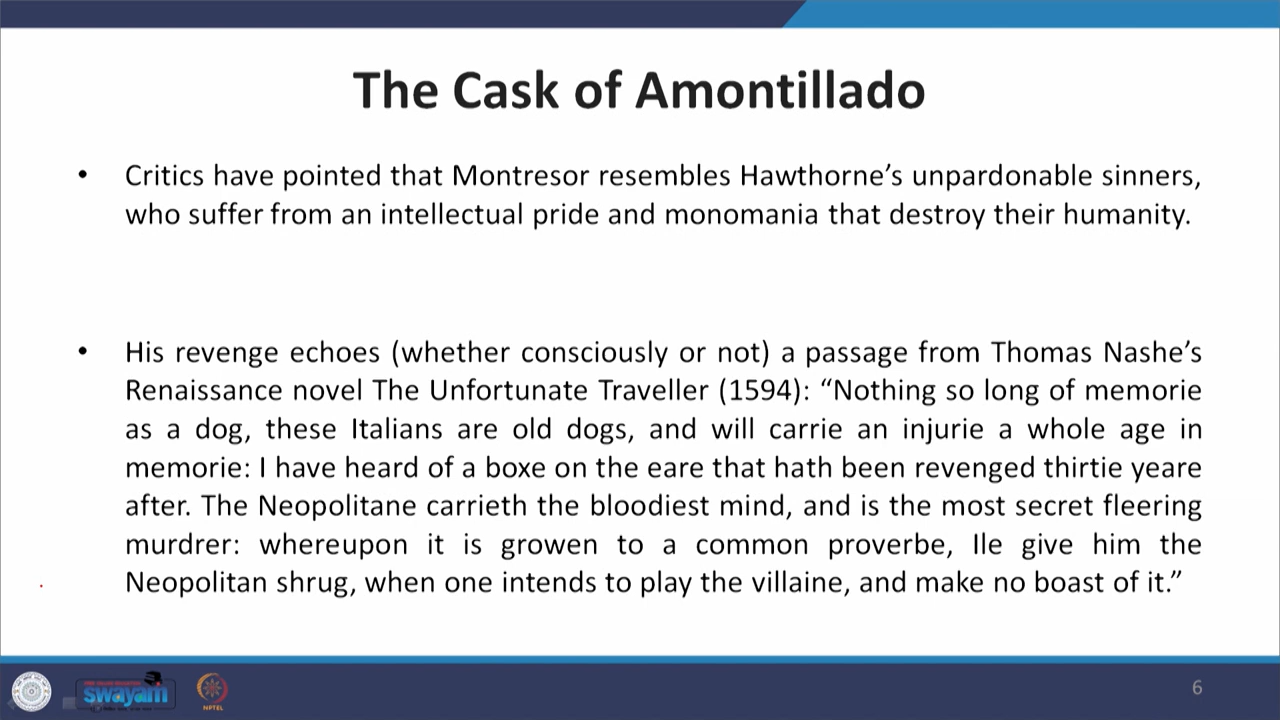 The Cask of Amontillado
• Critics have pointed that Montresor resembles Hawthorne’s unpardonable sinners,
who suffer from an intellectual pride and monomania that destroy their humanity.
• His revenge echoes (whether consciously or not) a passage from Thomas Nashe’s
Renaissance novel The Unfortunate Traveller (1594): “Nothing so long of memorie
as a dog, these Italians are old dogs, and will carrie an injurie a whole age in
memorie: I have heard of a boxe on the eare that hath been revenged thirtie yeare
after. The Neopolitane carrieth the bloodiest mind, and is the most secret fleering
murdrer: whereupon it is growen to a common proverbe, Ile give him the
Neopolitan shrug, when one intends to play the villaine, and make no boast of it.”
swayam
NPTEL
6